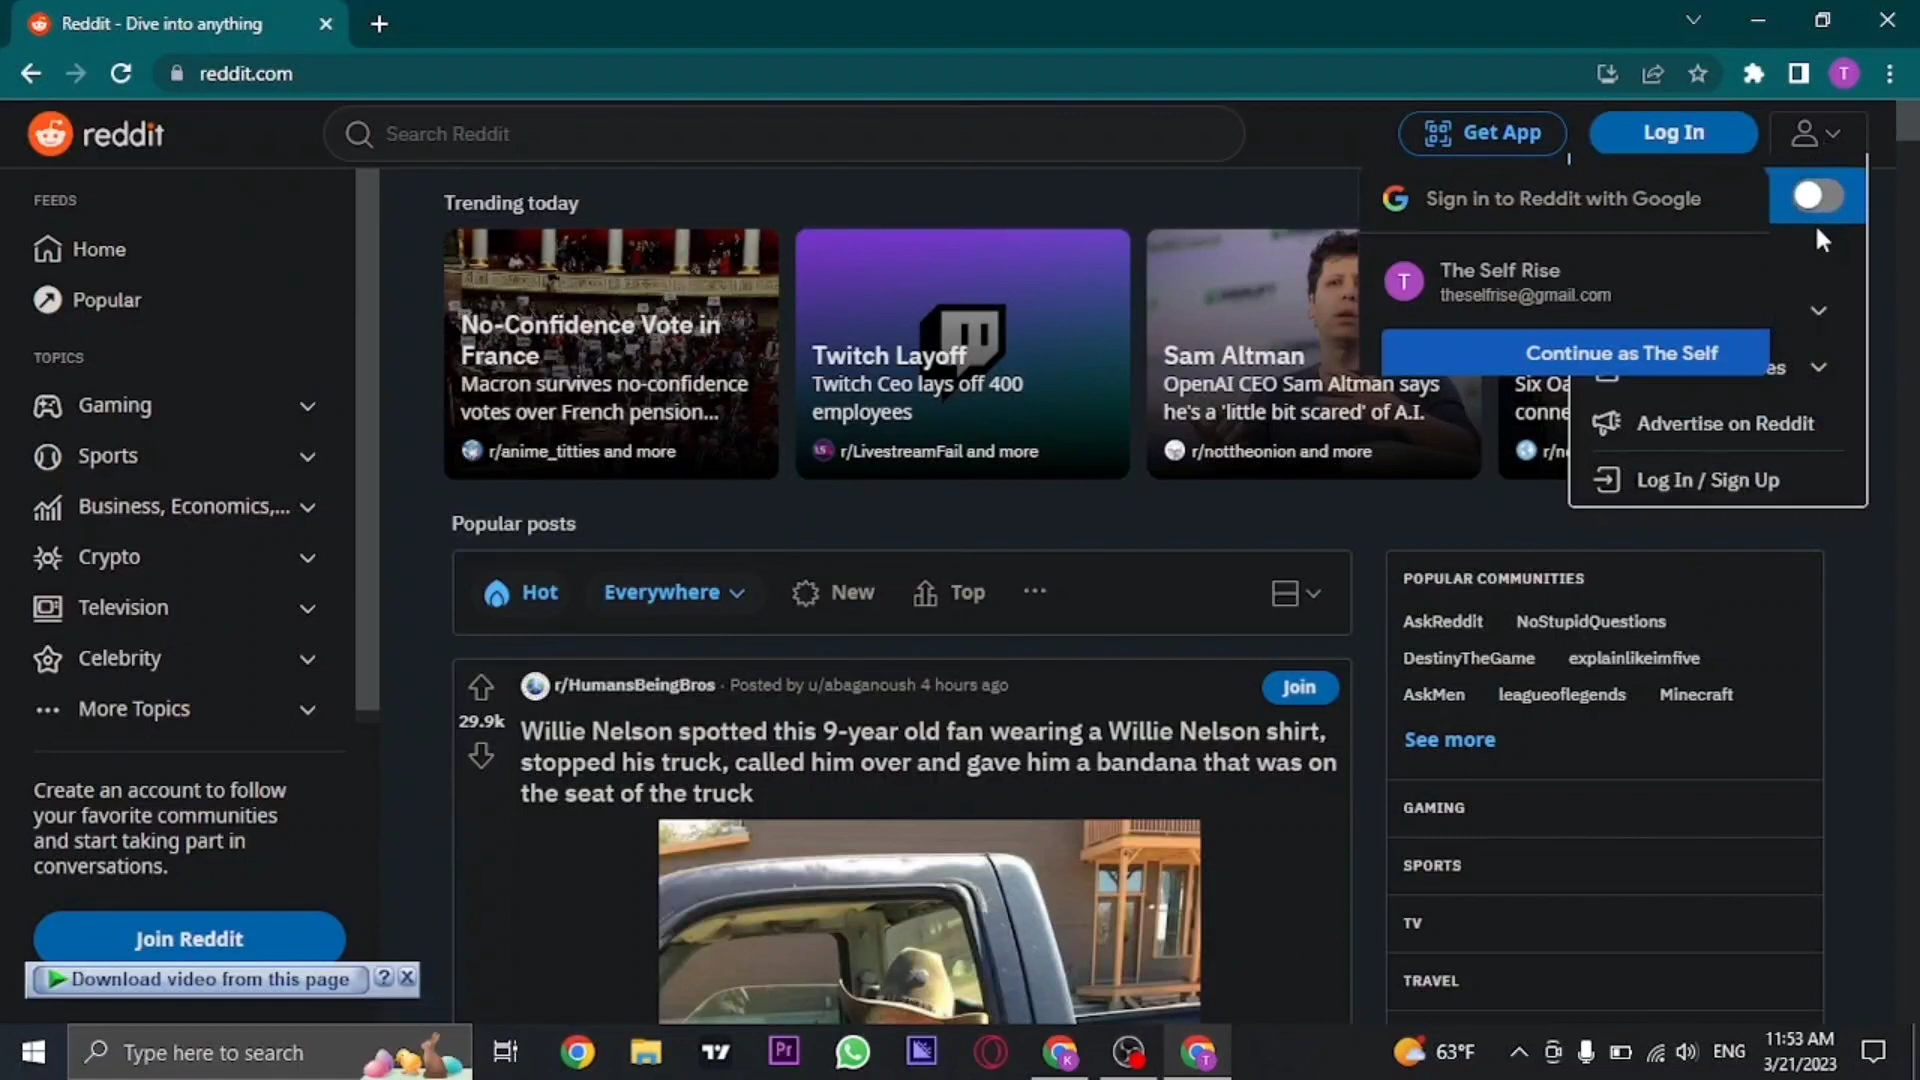 Reddit - Dive into anything
reddit.com
reddit
Search Reddit
Get App
Log In
FEEDS
Home
Popular
TOPICS
Gaming
Sports
Business, Economics,...
Crypto
Television
Celebrity
More Topics
Create an account to follow
your favorite communities
and start taking part in
conversations.
Join Reddit
Download video from this page
?
Trending today
No-Confidence Vote in
France
Macron survives no-confidence
votes over French pension...
r/anime_titties and more
Twitch Layoff
Twitch Ceo lays off 400
employees
LS
r/LivestreamFail and more
Sam Altman
OpenAI CEO Sam Altman says
he's a 'little bit scared' of A.I.
r/nottheonion and more
Six
conne
Sign in to Reddit with Google
T
The Self Rise
theselfrise@gmail.com
Continue as The Self
es
Advertise on Reddit
Log In / Sign Up
Popular posts
Hot
Everywhere
New
Top
...
r/HumansBeingBros · Posted by u/abaganoush 4 hours ago
Join
29.9k
Willie Nelson spotted this 9-year old fan wearing a Willie Nelson shirt,
stopped his truck, called him over and gave him a bandana that was on
the seat of the truck
POPULAR COMMUNITIES
AskReddit NoStupidQuestions
DestinyTheGame explainlikeimfive
AskMen leagueoflegends Minecraft
See more
GAMING
SPORTS
TV
TRAVEL
Type here to search
Pr
K
T
63°F
ENG
11:53 AM
3/21/2023